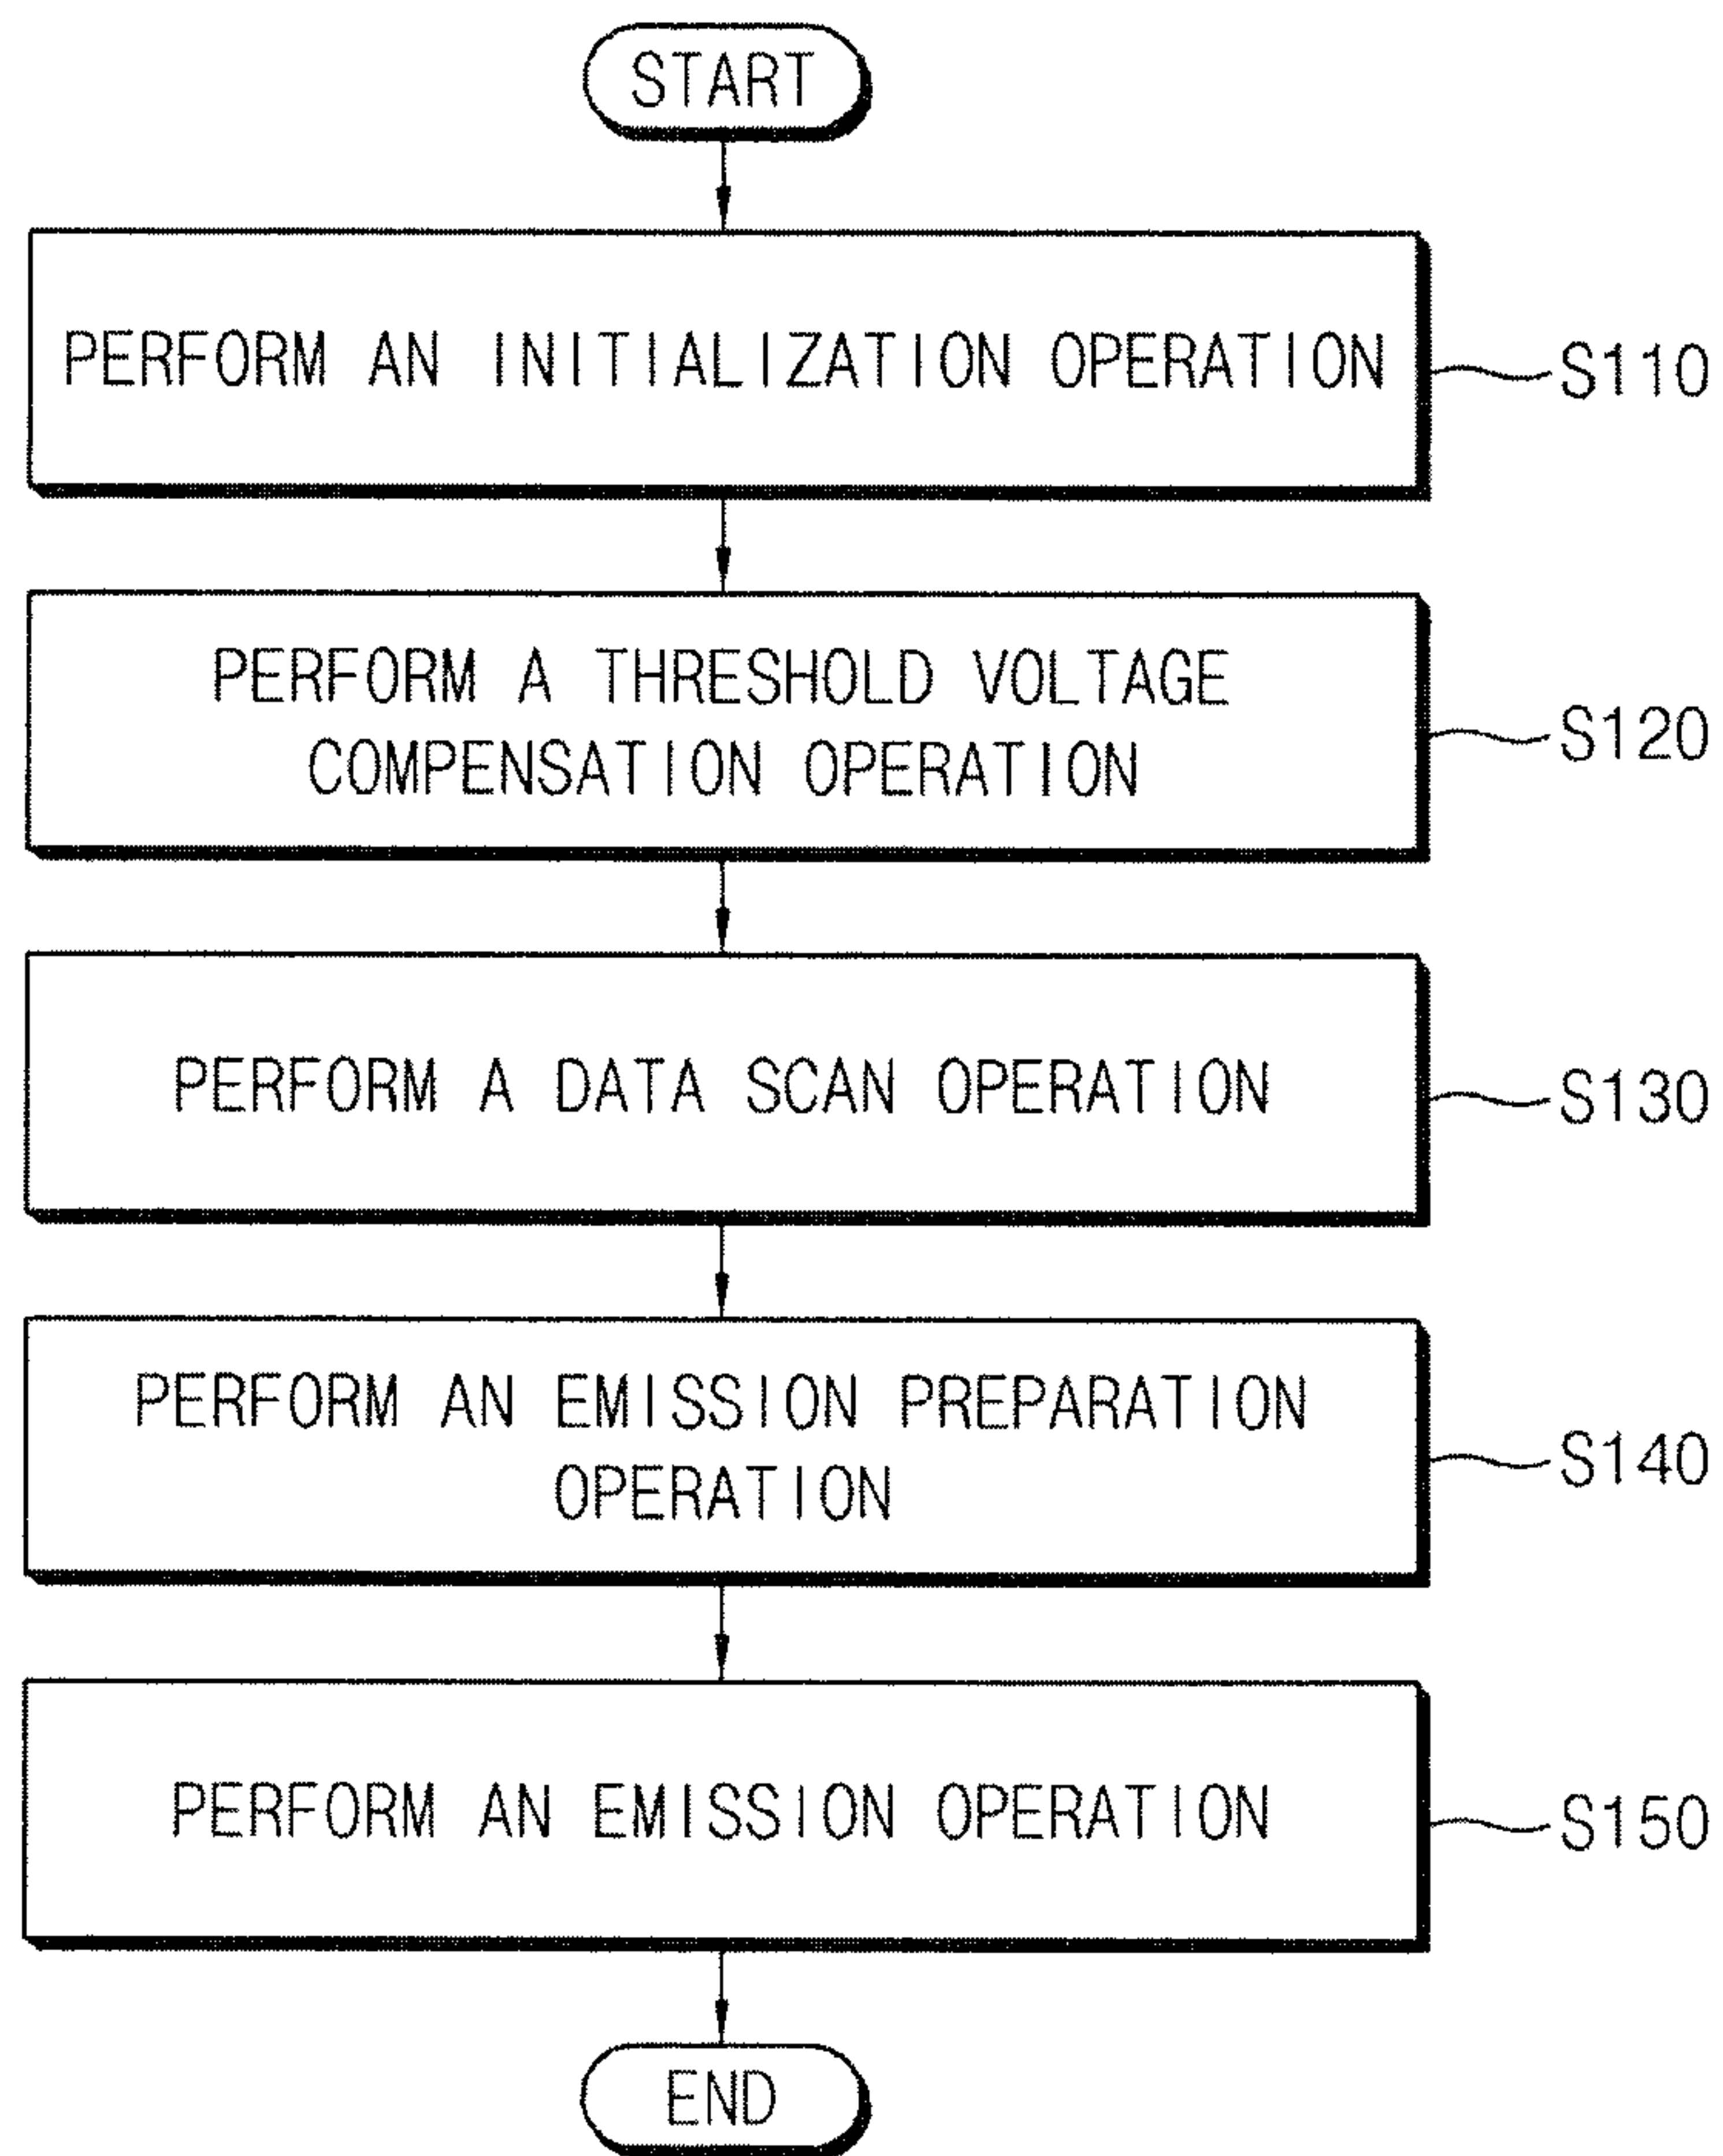 START
PERFORM AN INITIALIZATION OPERATION
S110
PERFORM A THRESHOLD VOLTAGE
COMPENSATION OPERATION
S120
PERFORM A DATA SCAN OPERATION
S130
PERFORM AN EMISSION PREPARATION
OPERATION
S140
PERFORM AN EMISSION OPERATION
S150
END